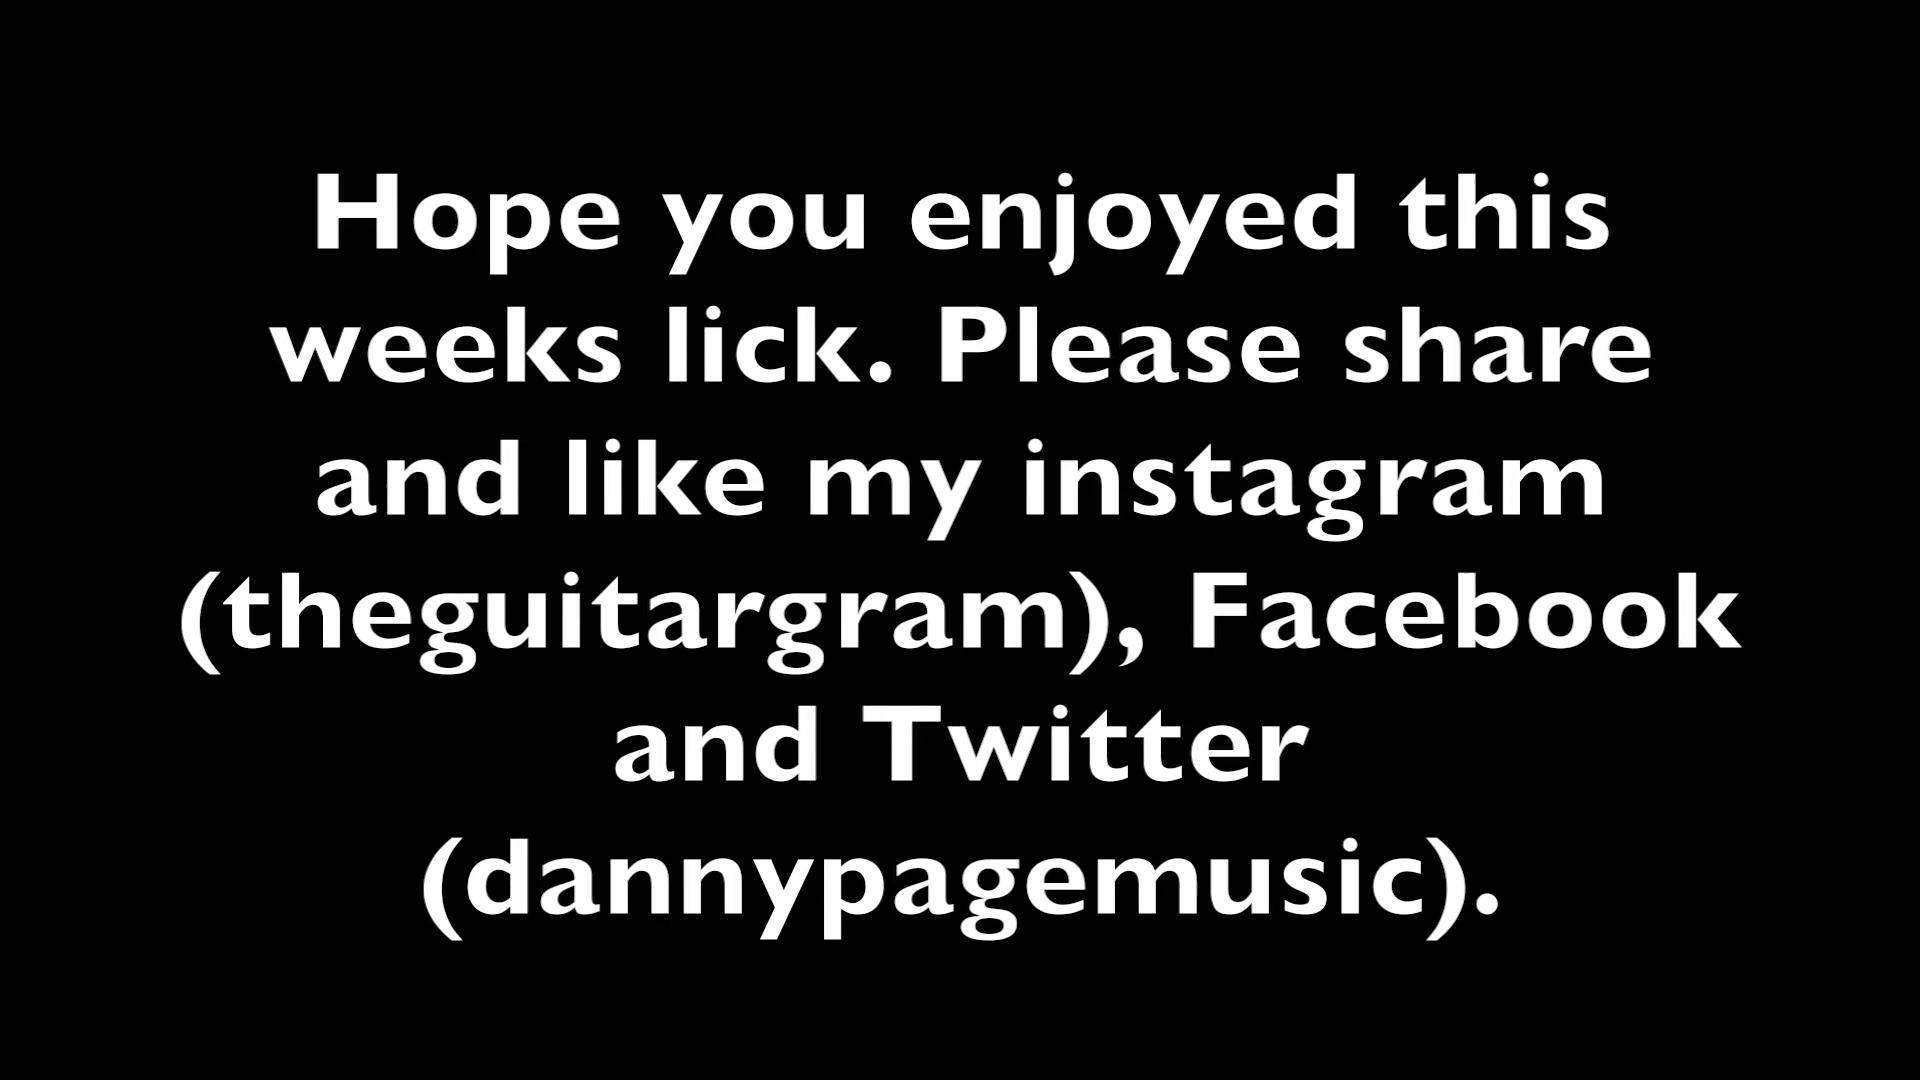 Hope you enjoyed this
weeks lick. Please share
and like my instagram
(theguitargram), Facebook
and Twitter
(dannypagemusic).